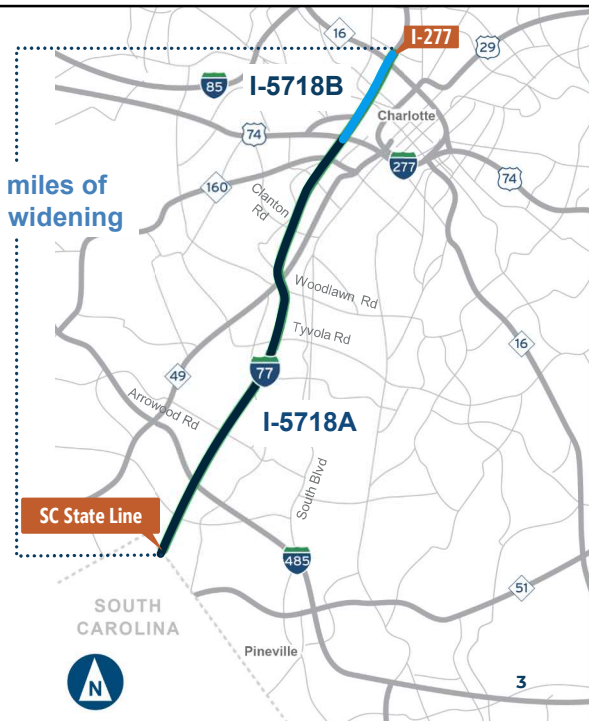 16
I-277
29
85
I-5718B
Charlotte
74
277
74
miles of
widening
160
Clanton
Rd
Woodlawn Rd
Tyvola Rd
16
77
49
Arrowood Rd
I-5718A
South Blvd
SC State Line
485
51
SOUTH
CAROLINA
Pineville
N
3